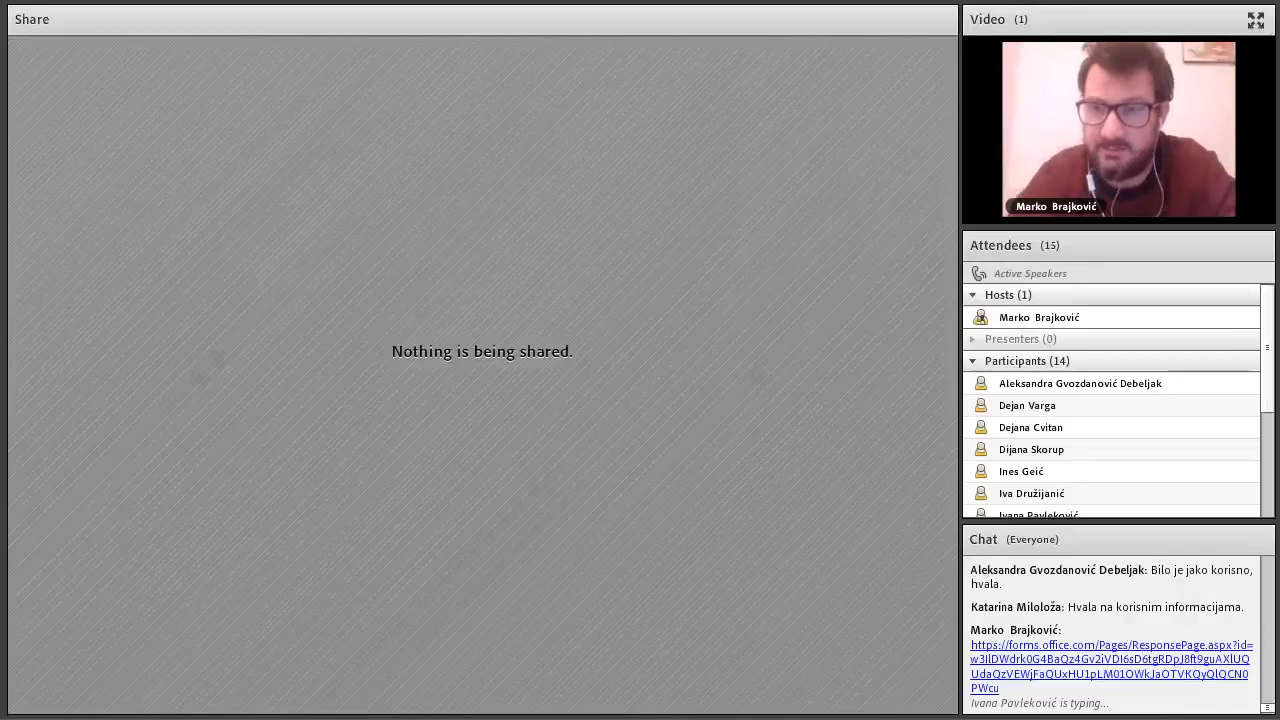 Share
Nothing is being shared.
Video (1)
Marko Brajković
Attendees (15)
Active Speakers
Hosts (1)
Marko Brajković
Presenters (0)
Participants (14)
Aleksandra Gvozdanović Debeljak
Dejan Varga
Dejana Cvitan
Dijana Skorup
Ines Geić
Iva Družijanić
Ivana Pavleković
Chat (Everyone)
Aleksandra Gvozdanović Debeljak: Bilo je jako korisno,
hvala.
Katarina Miloloža: Hvala na korisnim informacijama.
Marko Brajković:
https://forms.office.com/Pages/ResponsePage.aspx?id=
w3IlDWdrk0G4BaQz4Gv2iVDI6sD6tgRDpJ8ft9guAXlUQ
UdaQzVEWjFaQUxHU1pLM01OWkJaOTVKQyQlQCN0
PWcu
Ivana Pavleković is typing...